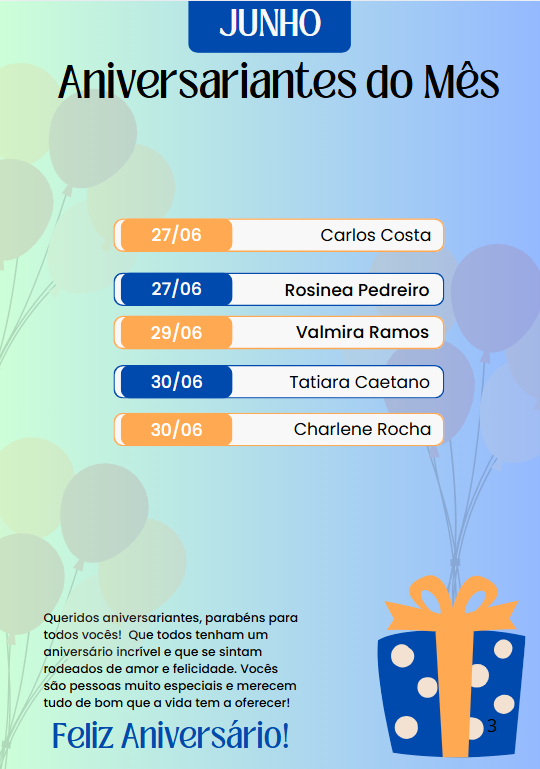 JUNHO
Aniversariantes do Mês
27/06 Carlos Costa
27/06 Rosinea Pedreiro
29/06 Valmira Ramos
30/06 Tatiara Caetano
30/06 Charlene Rocha
Queridos aniversariantes, parabéns para
todos vocês! Que todos tenham um
aniversário incrível e que se sintam
rodeados de amor e felicidade. Vocês
são pessoas muito especiais e merecem
tudo de bom que a vida tem a oferecer!
Feliz Aniversário!
3